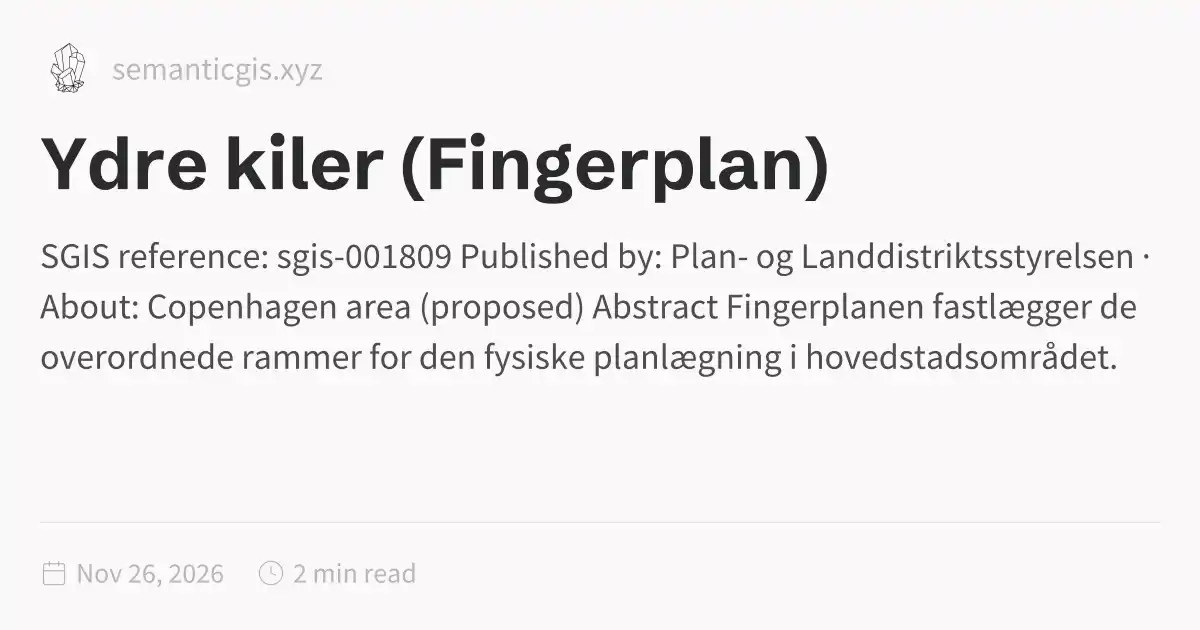 semanticgis.xyz
Ydre kiler (Fingerplan)
SGIS reference: sgis-001809 Published by: Plan- og Landdistriktsstyrelsen ·
About: Copenhagen area (proposed) Abstract Fingerplanen fastlægger de
overordnede rammer for den fysiske planlægning i hovedstadsområdet.
Nov 26, 2026 2 min read